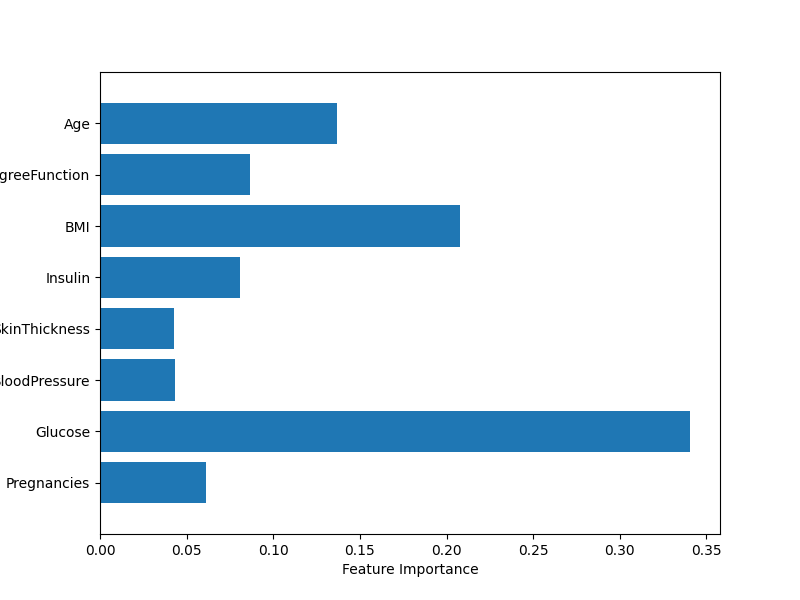 Age
greeFunction
BMI
Insulin
SkinThickness
loodPressure
Glucose
Pregnancies
0.00 0.05 0.10 0.15 0.20 0.25 0.30 0.35
Feature Importance